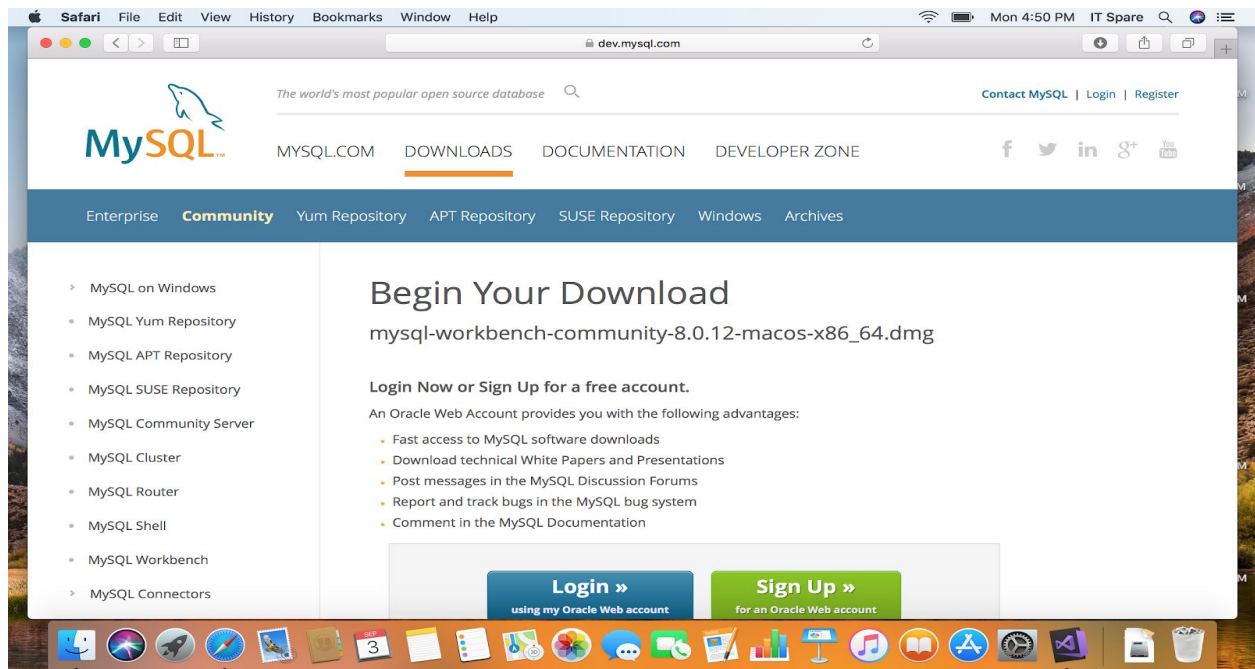 Safari File Edit View History Bookmarks Window Help Mon 4:50 PM IT Spare
dev.mysql.com
The world's most popular open source database
Contact MySQL | Login | Register
MySQL™
MYSQL.COM DOWNLOADS DOCUMENTATION DEVELOPER ZONE
f in g+ You Tube
Enterprise Community Yum Repository APT Repository SUSE Repository Windows Archives
MySQL on Windows
MySQL Yum Repository
MySQL APT Repository
MySQL SUSE Repository
MySQL Community Server
MySQL Cluster
MySQL Router
MySQL Shell
MySQL Workbench
MySQL Connectors
Begin Your Download
mysql-workbench-community-8.0.12-macos-x86_64.dmg
Login Now or Sign Up for a free account.
An Oracle Web Account provides you with the following advantages:
Fast access to MySQL software downloads
Download technical White Papers and Presentations
Post messages in the MySQL Discussion Forums
Report and track bugs in the MySQL bug system
Comment in the MySQL Documentation
Login »
using my Oracle Web account
Sign Up »
for an Oracle Web account
SEP
3